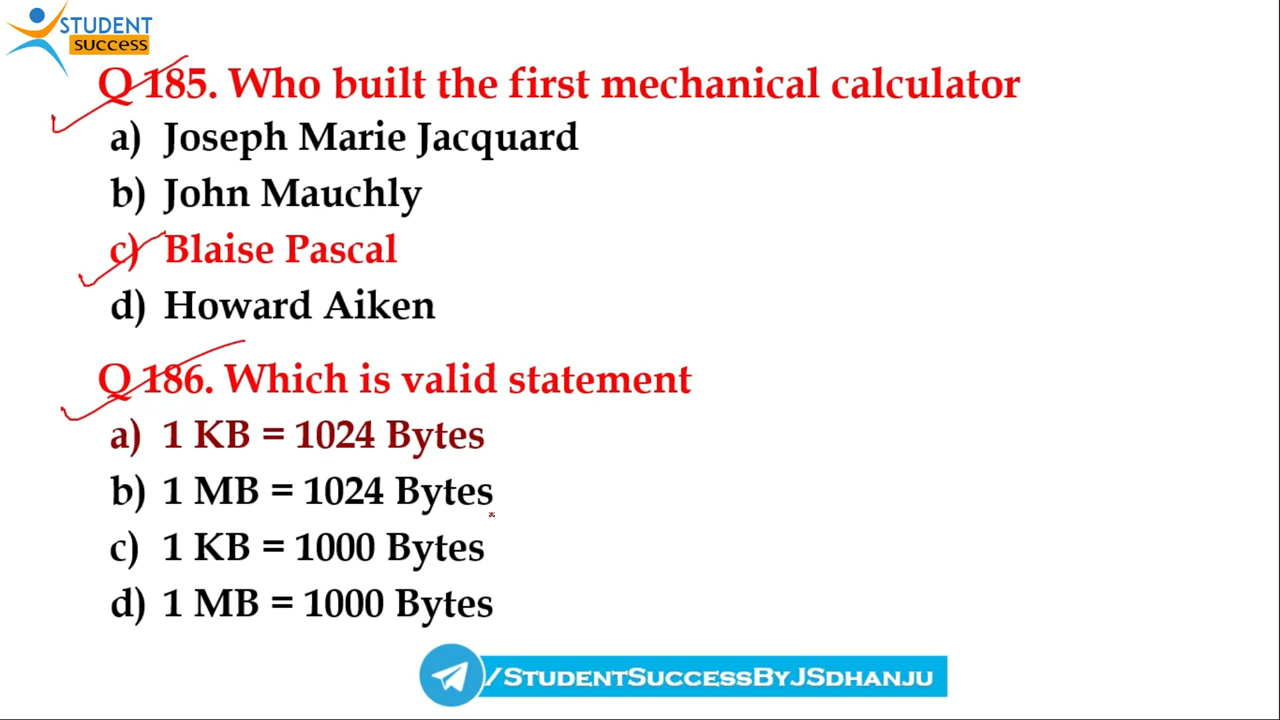 STUDENT
success
Q 185. Who built the first mechanical calculator
a) Joseph Marie Jacquard
b) John Mauchly
c) Blaise Pascal
d) Howard Aiken
Q 186. Which is valid statement
a) 1 KB = 1024 Bytes
b) 1 MB = 1024 Bytes
c) 1 KB = 1000 Bytes
d) 1 MB = 1000 Bytes
/STUDENTSUCCESSBYJSDHANJU